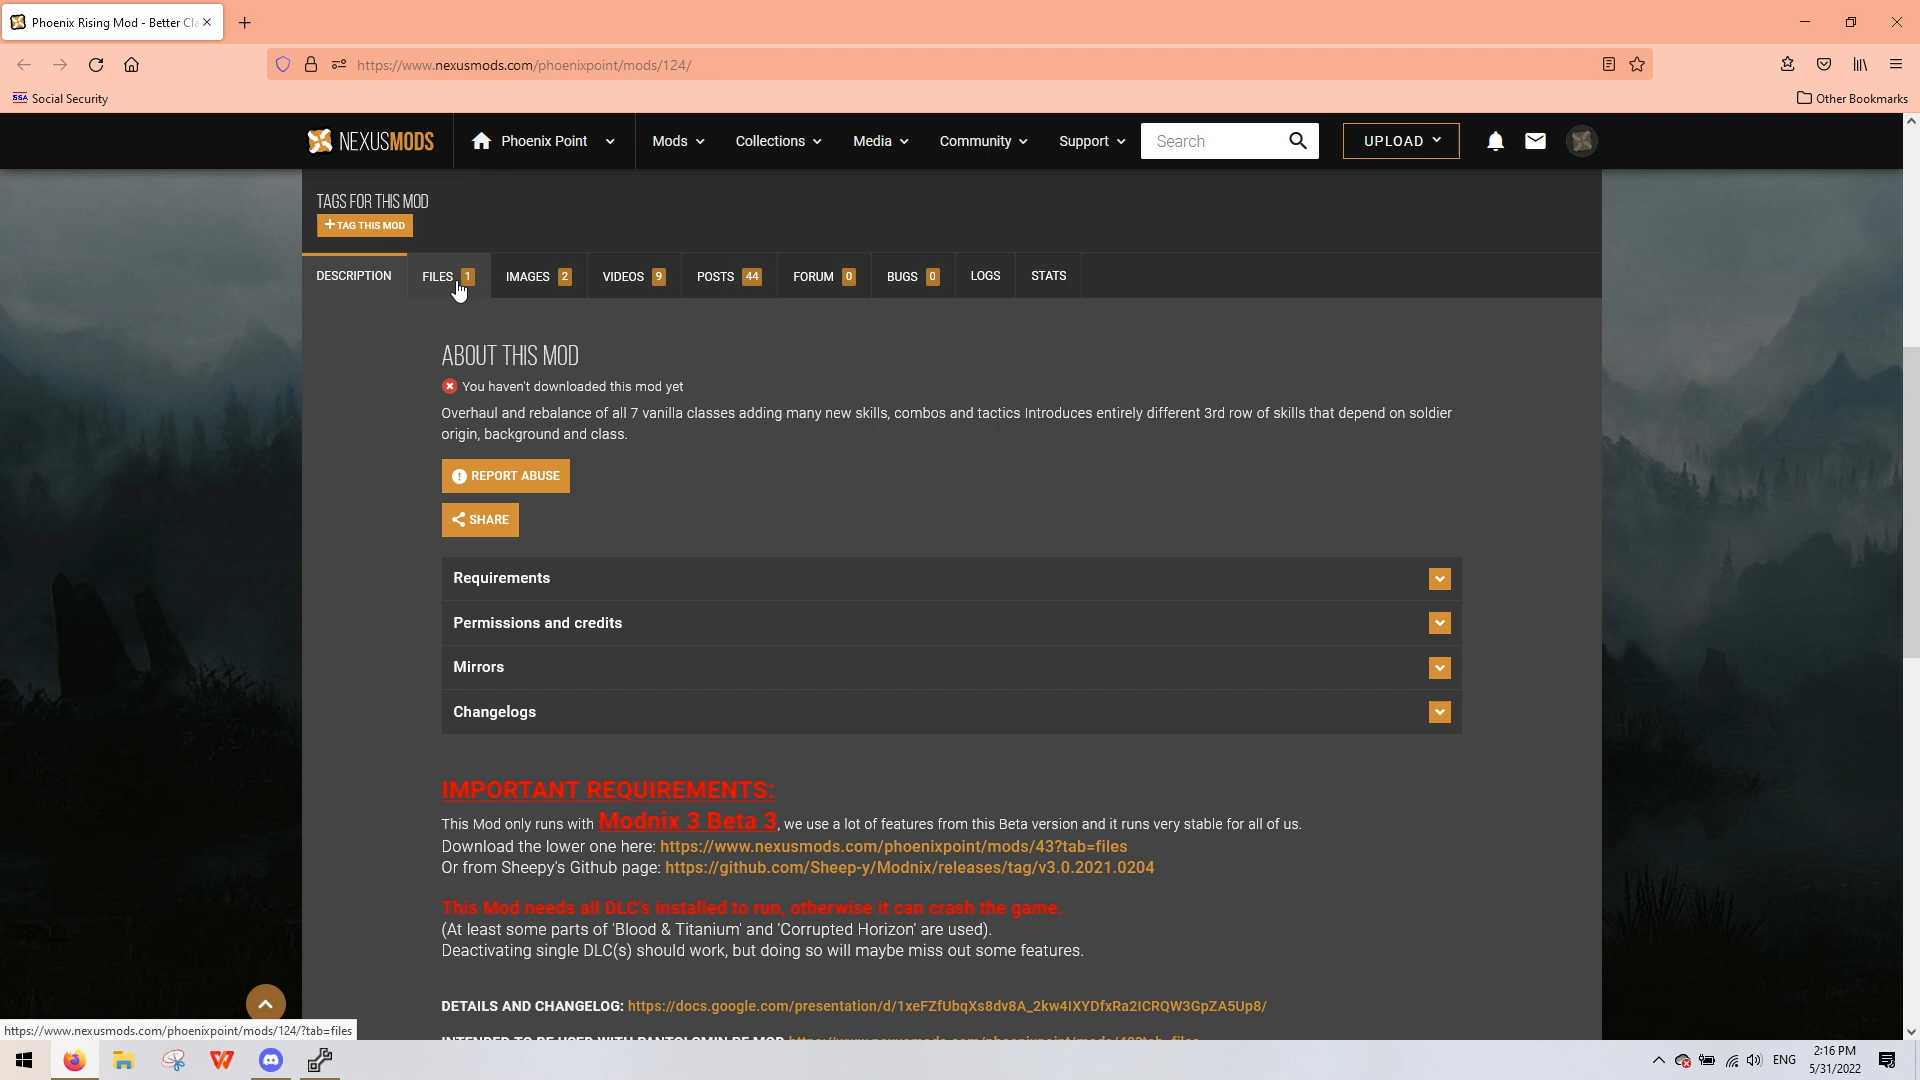 Phoenix Rising Mod - Better Cla
https://www.nexusmods.com/phoenixpoint/mods/124/
SSA Social Security
Other Bookmarks
NEXUSMODS
Phoenix Point
Mods
Collections
Media
Community
Support
Search
UPLOAD
TAGS FOR THIS MOD
+ TAG THIS MOD
DESCRIPTION
FILES 1
IMAGES 2
VIDEOS 9
POSTS 44
FORUM 0
BUGS 0
LOGS
STATS
ABOUT THIS MOD
You haven't downloaded this mod yet
Overhaul and rebalance of all 7 vanilla classes adding many new skills, combos and tactics Introduces entirely different 3rd row of skills that depend on soldier
origin, background and class.
REPORT ABUSE
SHARE
Requirements
Permissions and credits
Mirrors
Changelogs
IMPORTANT REQUIREMENTS:
This Mod only runs with Modnix 3 Beta 3, we use a lot of features from this Beta version and it runs very stable for all of us.
Download the lower one here: https://www.nexusmods.com/phoenixpoint/mods/43?tab=files
Or from Sheepy's Github page: https://github.com/Sheep-y/Modnix/releases/tag/v3.0.2021.0204
This Mod needs all DLC's installed to run, otherwise it can crash the game.
(At least some parts of 'Blood & Titanium' and 'Corrupted Horizon' are used).
Deactivating single DLC(s) should work, but doing so will maybe miss out some features.
DETAILS AND CHANGELOG: https://docs.google.com/presentation/d/1xeFZfUbqXs8dv8A_2kw4IXYDfxRa2ICRQW3GpZA5Up8/
https://www.nexusmods.com/phoenixpoint/mods/124/?tab=files
ENG
2:16 PM
5/31/2022